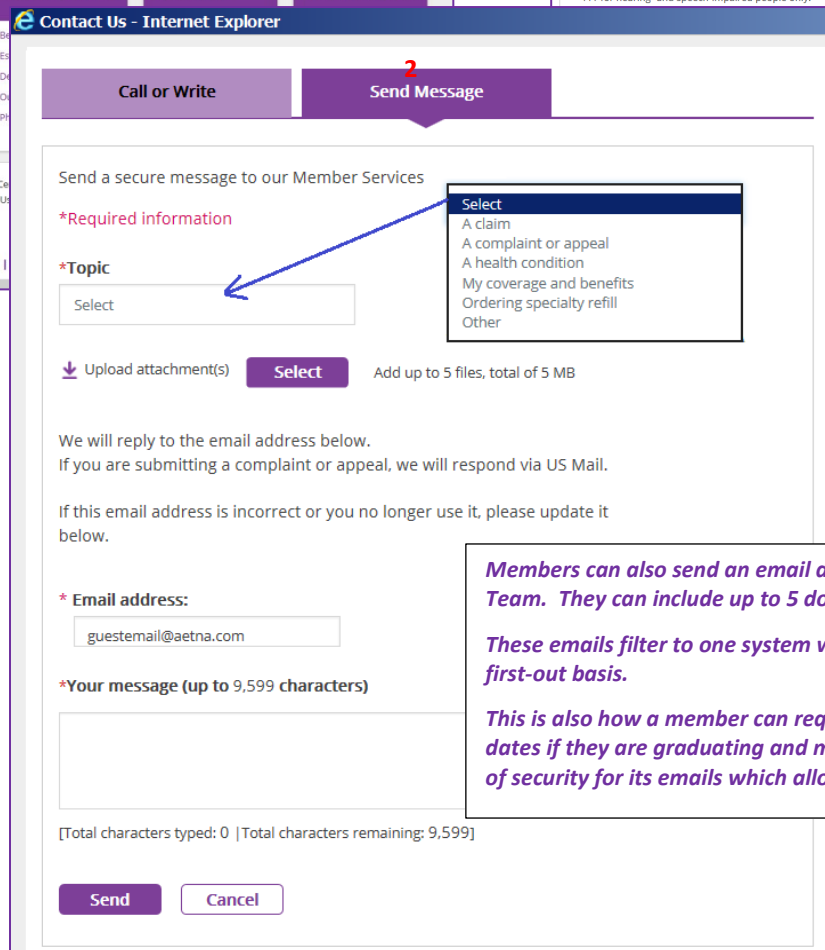 Contact Us - Internet Explorer
2
Call or Write
Send Message
Send a secure message to our Member Services
*Required information
Select
A claim
A complaint or appeal
A health condition
My coverage and benefits
Ordering specialty refill
Other
*Topic
Select
Upload attachment(s)
Select
Add up to 5 files, total of 5 MB
We will reply to the email address below.
If you are submitting a complaint or appeal, we will respond via US Mail.
If this email address is incorrect or you no longer use it, please update it
below.
* Email address:
guestemail@aetna.com
Members can also send an email
Team. They can include up to 5
These emails filter to one system
first-out basis.
This is also how a member can
dates if they are graduating and
of security for its emails which
*Your message (up to 9,599 characters)
[Total characters typed: 0 |Total characters remaining: 9,599]
Send
Cancel